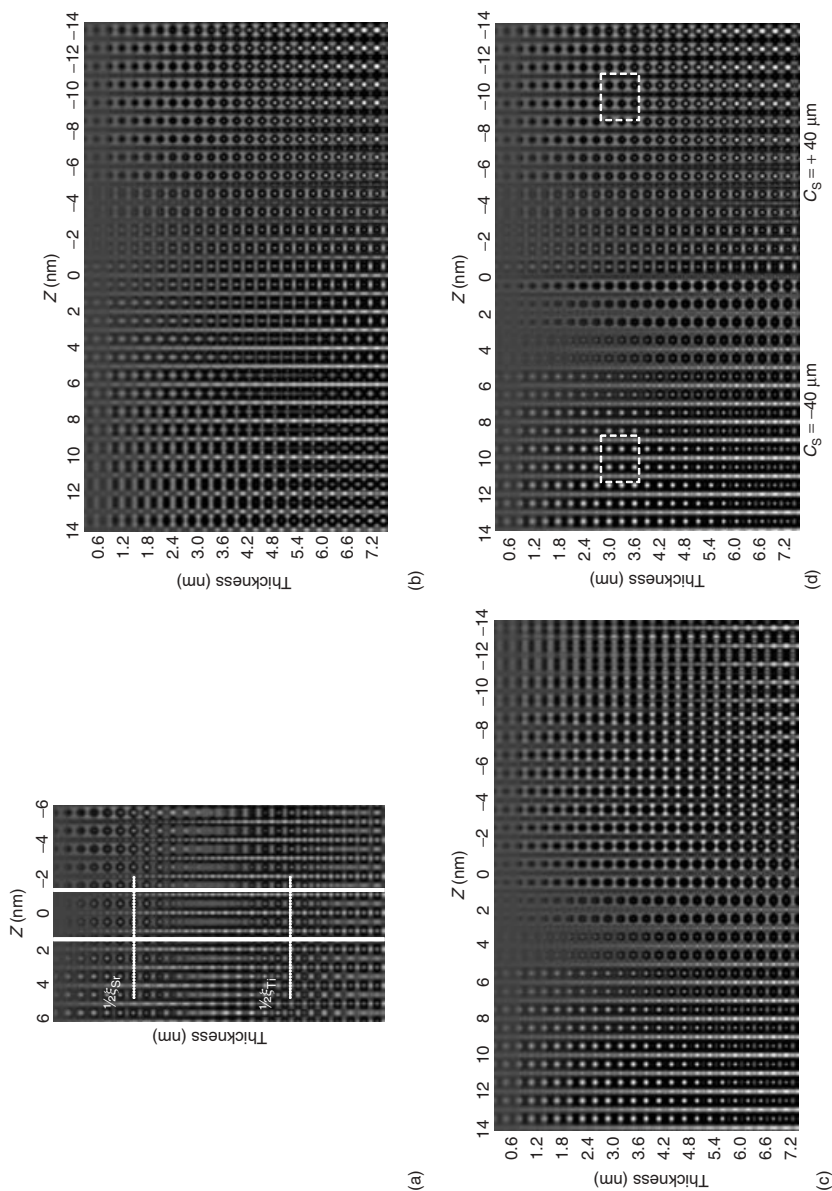 Z (nm)
6 4 2 0 −2 −4 −6
Thickness (nm)
½ξSr
½ξTi
(a)
Z (nm)
14 12 10 8 6 4 2 0 −2 −4 −6 −8 −10 −12 −14
Thickness (nm)
0.6
1.2
1.8
2.4
3.0
3.6
4.2
4.8
5.4
6.0
6.6
7.2
(b)
Z (nm)
14 12 10 8 6 4 2 0 −2 −4 −6 −8 −10 −12 −14
Thickness (nm)
0.6
1.2
1.8
2.4
3.0
3.6
4.2
4.8
5.4
6.0
6.6
7.2
(c)
Z (nm)
14 12 10 8 6 4 2 0 −2 −4 −6 −8 −10 −12 −14
Thickness (nm)
0.6
1.2
1.8
2.4
3.0
3.6
4.2
4.8
5.4
6.0
6.6
7.2
CS = −40 μm
CS = + 40 μm
(d)